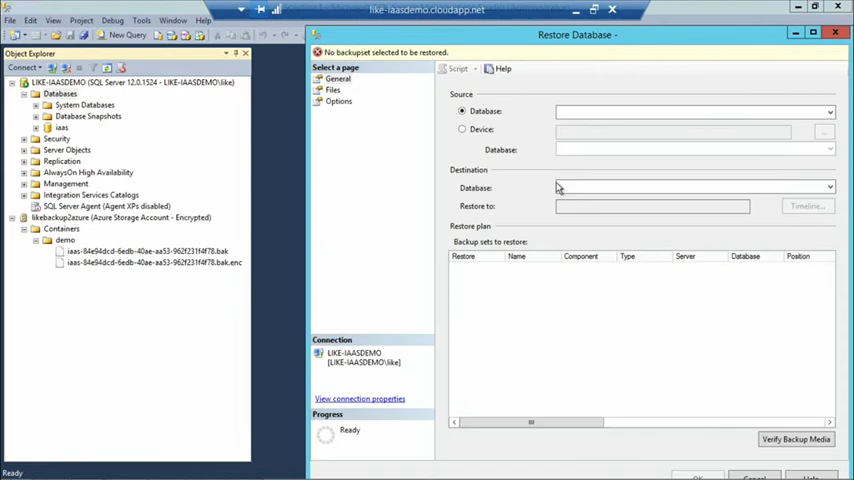 like-iaasdemo.cloudapp.net
File
Edit
View
Project
Debug
Tools
Window
Help
New Query
Restore Database -
Object Explorer
Connect
LIKE-IAASDEMO (SQL Server 12.0.1524 - LIKE-IAASDEMO\like)
Databases
System Databases
Database Snapshots
iaas
Security
Server Objects
Replication
AlwaysOn High Availability
Management
Integration Services Catalogs
SQL Server Agent (Agent XPs disabled)
likebackup2azure (Azure Storage Account - Encrypted)
Containers
demo
iaas-84e94dcd-6edb-40ae-aa53-962f231f4f78.bak
iaas-84e94dcd-6edb-40ae-aa53-962f231f4f78.bak.enc
Ready
No backupset selected to be restored.
Select a page
General
Files
Options
Connection
LIKE-IAASDEMO
[LIKE-IAASDEMO\like]
View connection properties
Progress
Ready
Script
Help
Source
Database:
Device:
...
Database:
Destination
Database:
Restore to:
Timeline...
Restore plan
Backup sets to restore:
Restore
Name
Component
Type
Server
Database
Position
Verify Backup Media
OK
Cancel
Help